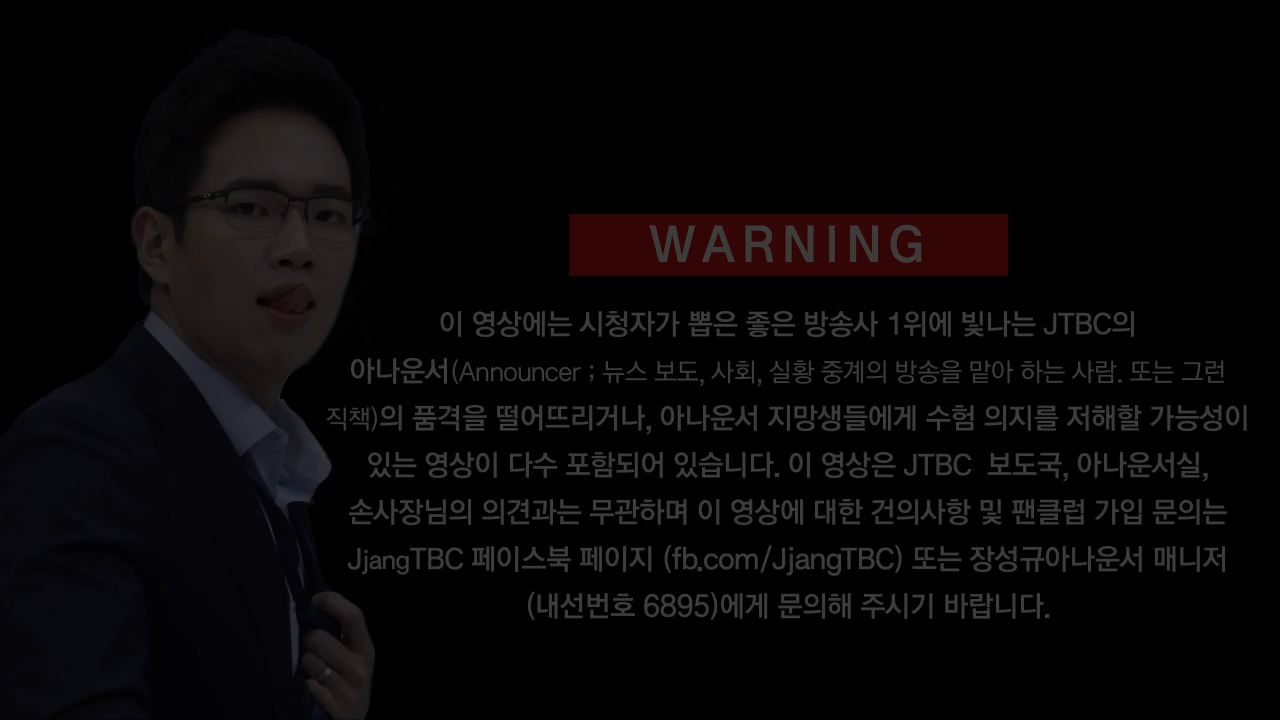 WARNING
이 영상에는 시청자가 뽑은 좋은 방송사 1위에 빛나는 JTBC의
아나운서(Announcer ; 뉴스 보도, 사회, 실황 중계의 방송을 맡아 하는 사람. 또는 그런
직책)의 품격을 떨어뜨리거나, 아나운서 지망생들에게 수험 의지를 저해할 가능성이
있는 영상이 다수 포함되어 있습니다. 이 영상은 JTBC 보도국, 아나운서실,
손사장님의 의견과는 무관하며 이 영상에 대한 건의사항 및 팬클럽 가입 문의는
JjangTBC 페이스북 페이지 (fb.com/JjangTBC) 또는 장성규아나운서 매니저
(내선번호 6895)에게 문의해 주시기 바랍니다.